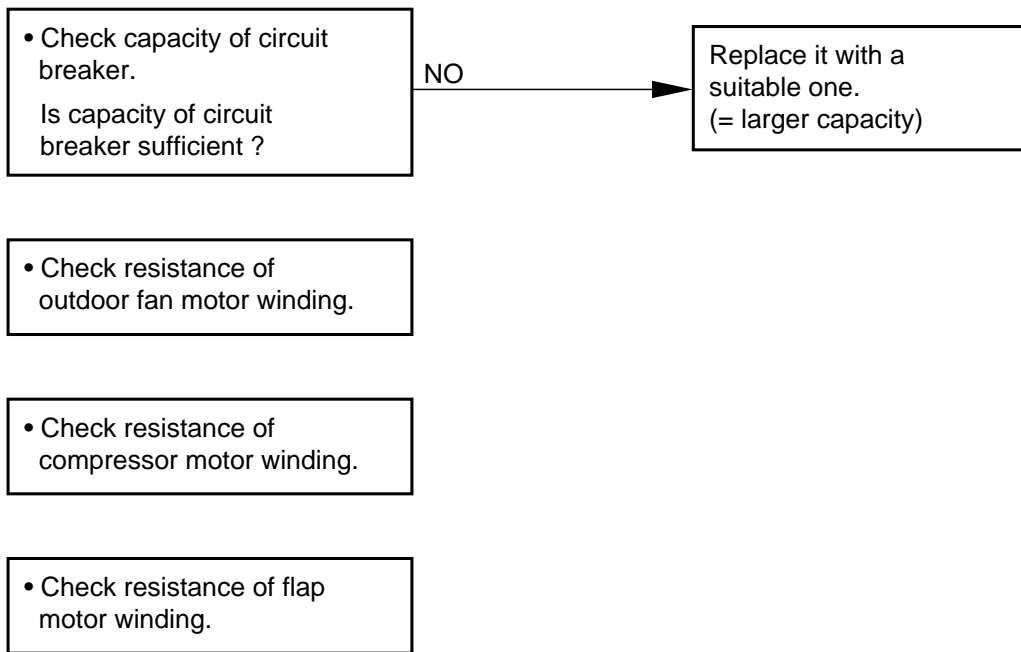 • Check capacity of circuit
breaker.
Is capacity of circuit
breaker sufficient ?
NO
Replace it with a
suitable one.
(= larger capacity)
• Check resistance of
outdoor fan motor winding.
• Check resistance of
compressor motor winding.
• Check resistance of flap
motor winding.